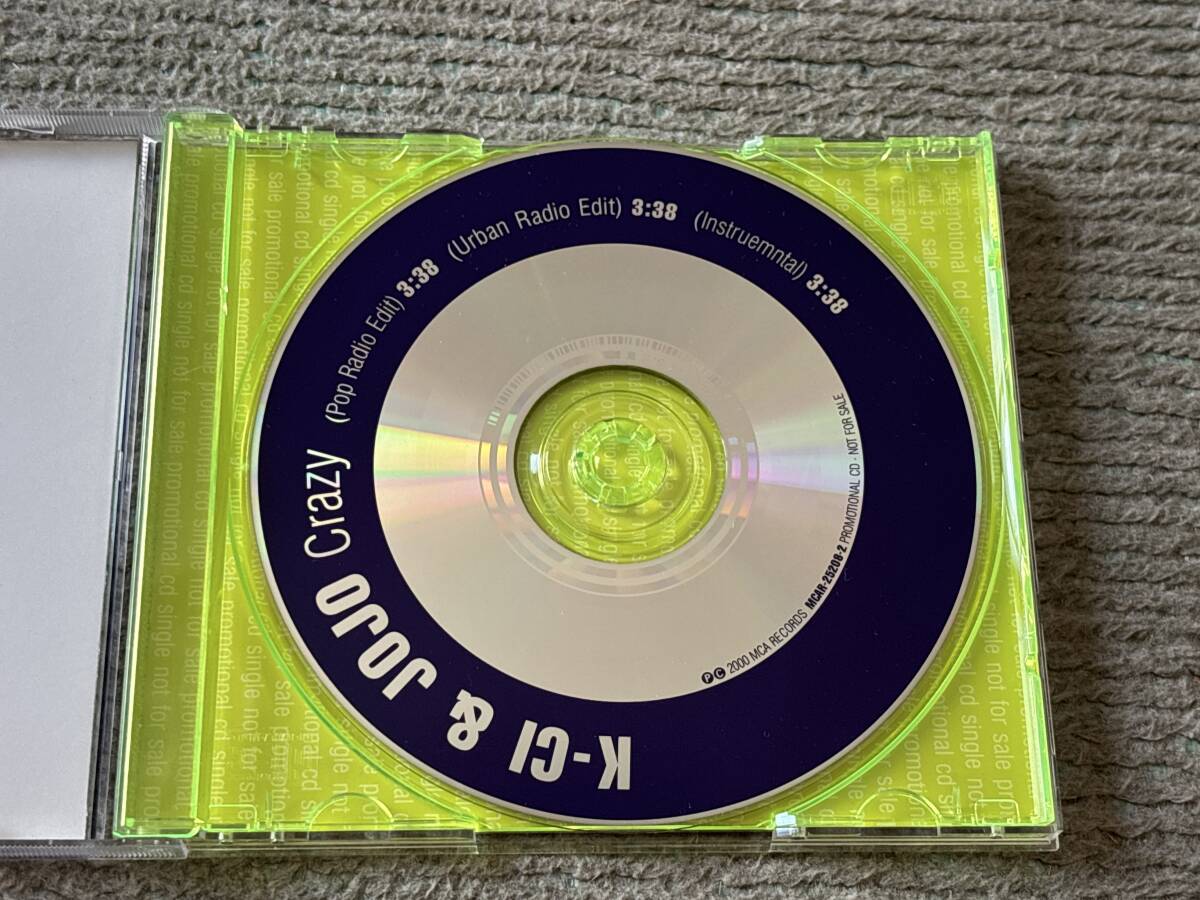 K-CI & JOJO Crazy (Pop Radio Edit) 3:38 (Urban Radio Edit) 3:38 (Instruemntal) 3:38
℗ © 2000 MCA RECORDS MCAR-25208-2 PROMOTIONAL CD - NOT FOR SALE
promotional cd single not for sale